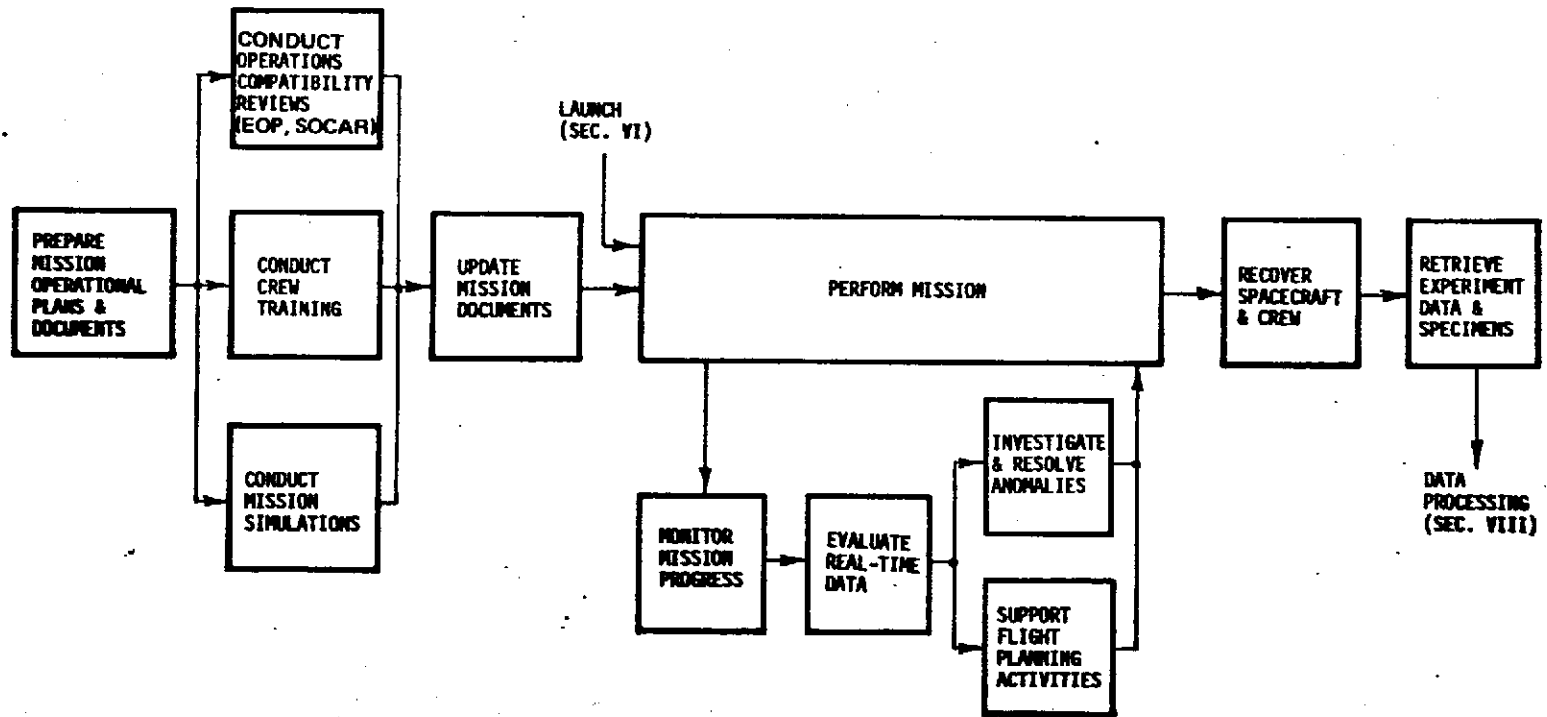 CONDUCT
OPERATIONS
COMPATIBILITY
REVIEWS
(EOP, SOCAR)
LAUNCH
(SEC. VI)
PREPARE
MISSION
OPERATIONAL
PLANS &
DOCUMENTS
CONDUCT
CREW
TRAINING
UPDATE
MISSION
DOCUMENTS
PERFORM MISSION
RECOVER
SPACECRAFT
& CREW
RETRIEVE
EXPERIMENT
DATA &
SPECIMENS
CONDUCT
MISSION
SIMULATIONS
MONITOR
MISSION
PROGRESS
EVALUATE
REAL-TIME
DATA
INVESTIGATE
& RESOLVE
ANOMALIES
SUPPORT
FLIGHT
PLANNING
ACTIVITIES
DATA
PROCESSING
(SEC. VIII)